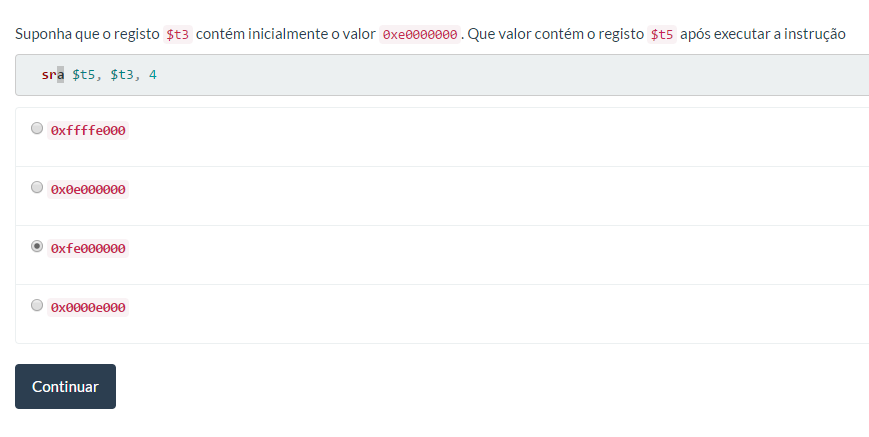 Suponha que o registo $t3 contém inicialmente o valor 0xe0000000. Que valor contém o registo $t5 após executar a instrução
sra $t5, $t3, 4
0xffffe000
0x0e000000
0xfe000000
0x0000e000
Continuar